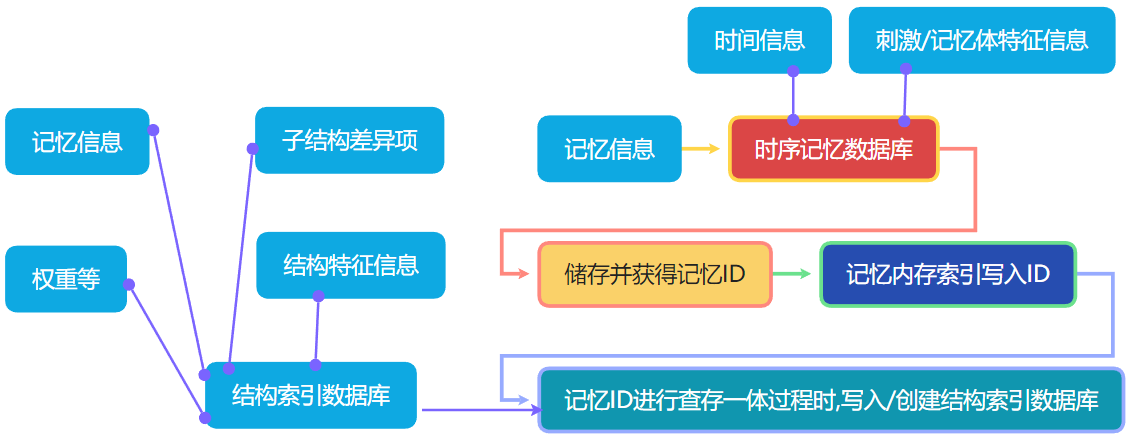 时间信息
刺激/记忆体特征信息
记忆信息
子结构差异项
记忆信息
时序记忆数据库
权重等
结构特征信息
储存并获得记忆ID
记忆内存索引写入ID
结构索引数据库
记忆ID进行查存一体过程时,写入/创建结构索引数据库